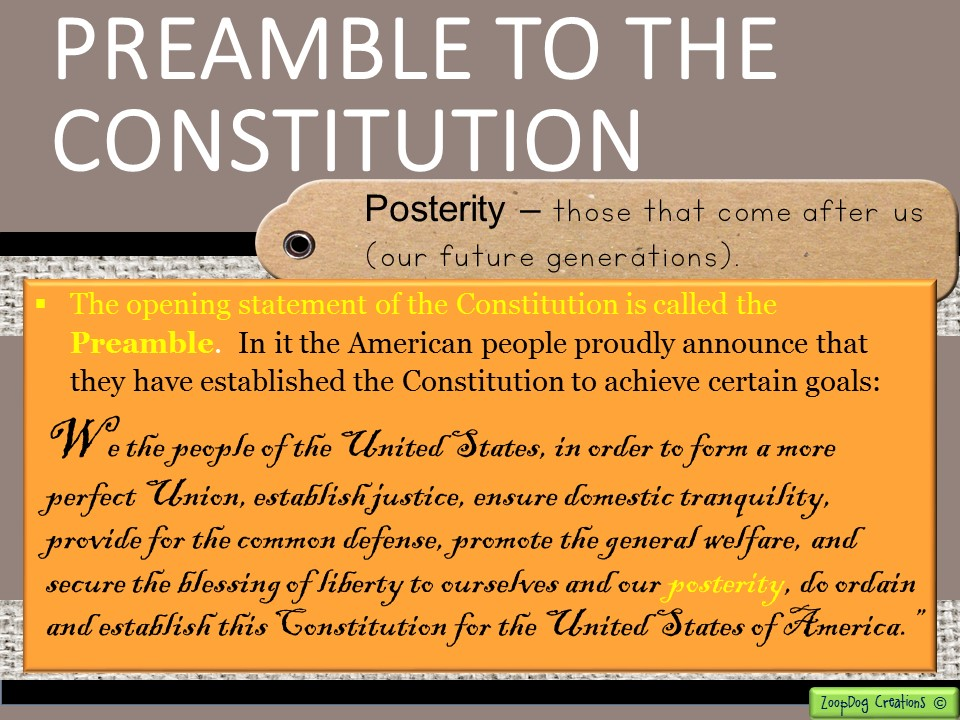 PREAMBLE TO THE
CONSTITUTION
Posterity – those that come after us
(our future generations).
▪ The opening statement of the Constitution is called the
Preamble. In it the American people proudly announce that
they have established the Constitution to achieve certain goals:
We the people of the United States, in order to form a more
perfect Union, establish justice, ensure domestic tranquility,
provide for the common defense, promote the general welfare, and
secure the blessing of liberty to ourselves and our posterity, do ordain
and establish this Constitution for the United States of America.”
ZoopDog Creations ©